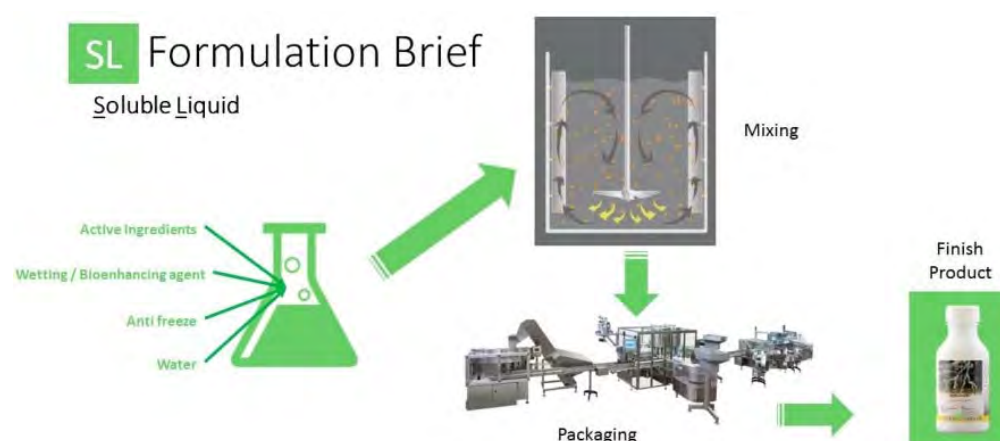 SL Formulation Brief
Soluble Liquid
Mixing
Active Ingredients
Wetting / Bioenhancing agent
Anti freeze
Water
Finish
Product
Packaging